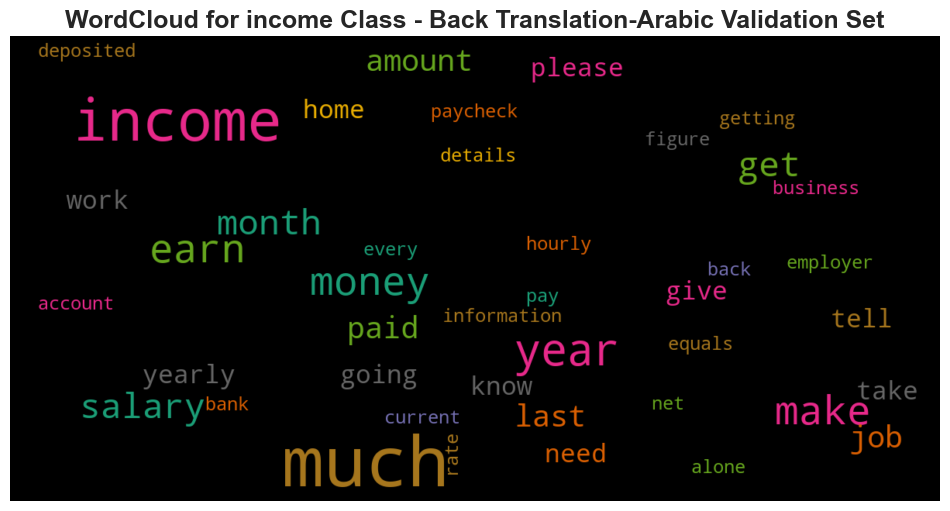 WordCloud for income Class - Back Translation-Arabic Validation Set
deposited
amount
please
income
home
paycheck
getting
figure
details
get
business
work
month
earn
every
hourly
money
back
employer
account
pay
give
information
paid
tell
year
equals
yearly
going
know
take
salary
bank
current
last
net
make
much
rate
need
job
alone